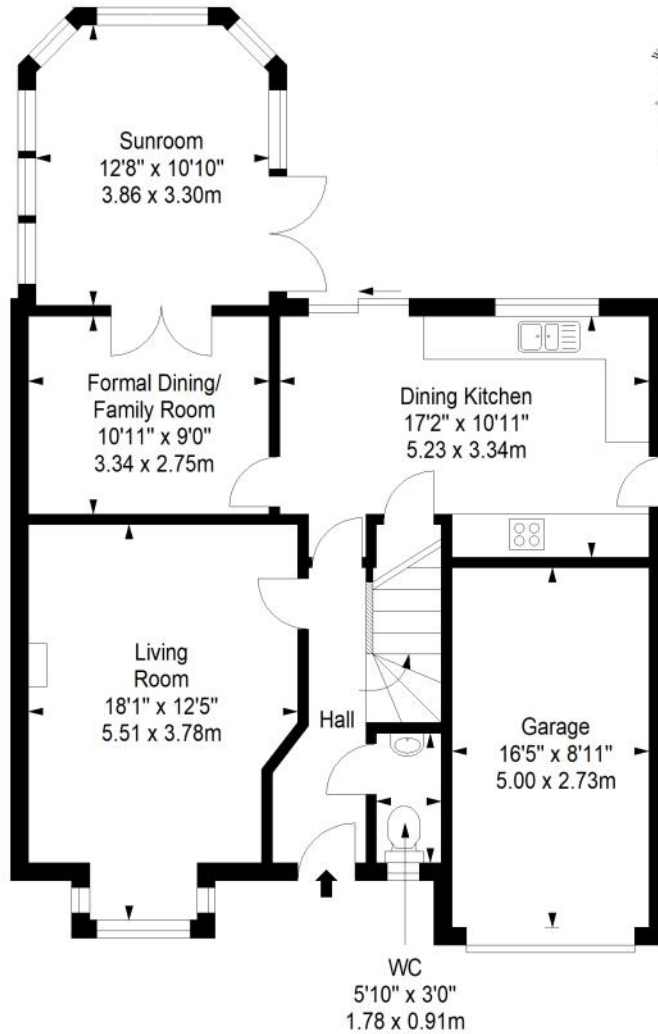 Sunroom
12'8" x 10'10"
3.86 x 3.30m
Formal Dining/
Family Room
10'11" x 9'0"
3.34 x 2.75m
Dining Kitchen
17'2" x 10'11"
5.23 x 3.34m
Living
Room
18'1" x 12'5"
5.51 x 3.78m
Hall
Garage
16'5" x 8'11"
5.00 x 2.73m
WC
5'10" x 3'0"
1.78 x 0.91m